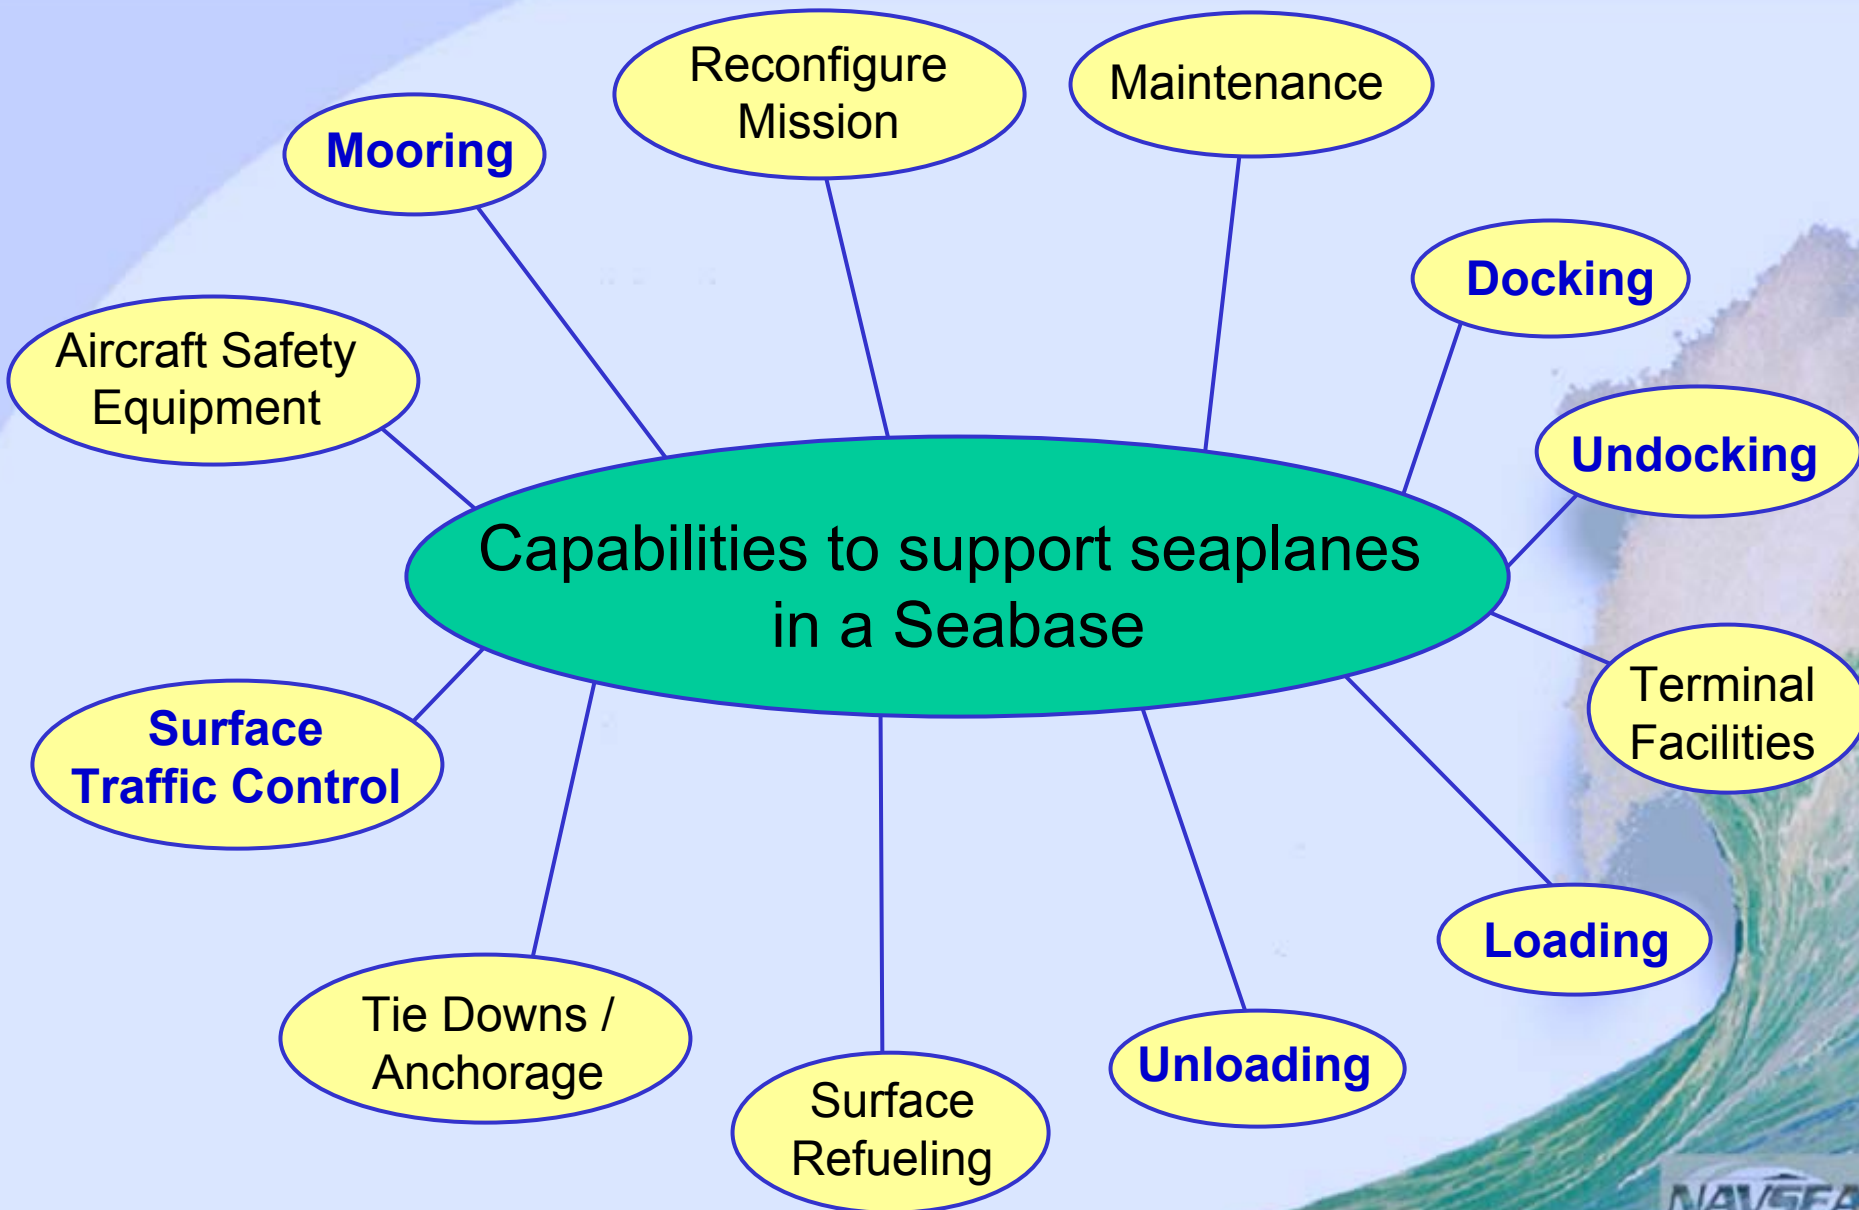 Reconfigure
Mission
Maintenance
Mooring
Docking
Aircraft Safety
Equipment
Undocking
Capabilities to support seaplanes
in a Seabase
Terminal
Facilities
Surface
Traffic Control
Loading
Tie Downs /
Anchorage
Unloading
Surface
Refueling
NAVSEA